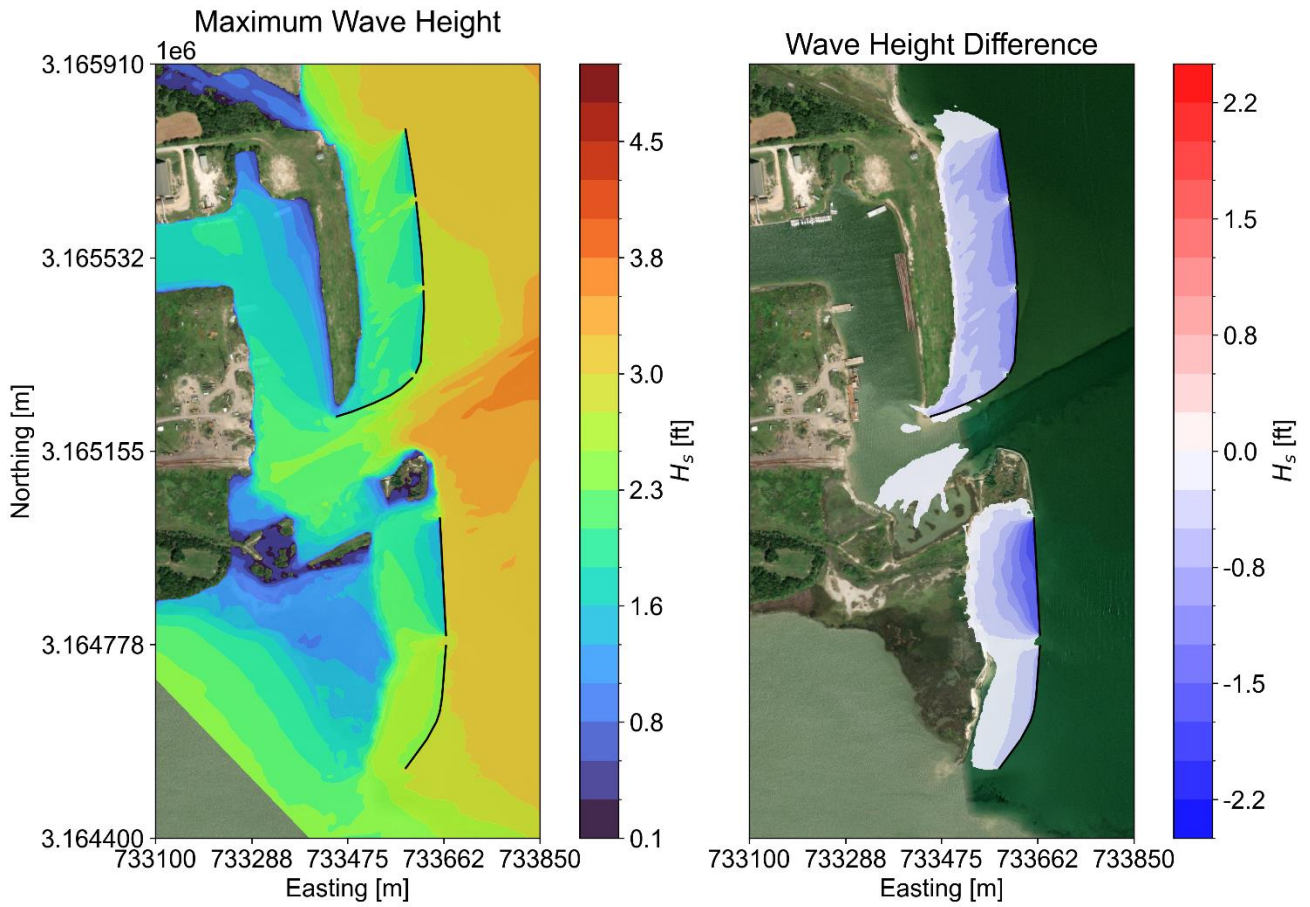 Maximum Wave Height
1e6
3.165910
3.165532
3.165155
3.164778
3.164400
Northing [m]
733100 733288 733475 733662 733850
Easting [m]
4.5
3.8
3.0
2.3
1.6
0.8
0.1
Hs [ft]
Wave Height Difference
733100 733288 733475 733662 733850
Easting [m]
2.2
1.5
0.8
0.0
-0.8
-1.5
-2.2
Hs [ft]